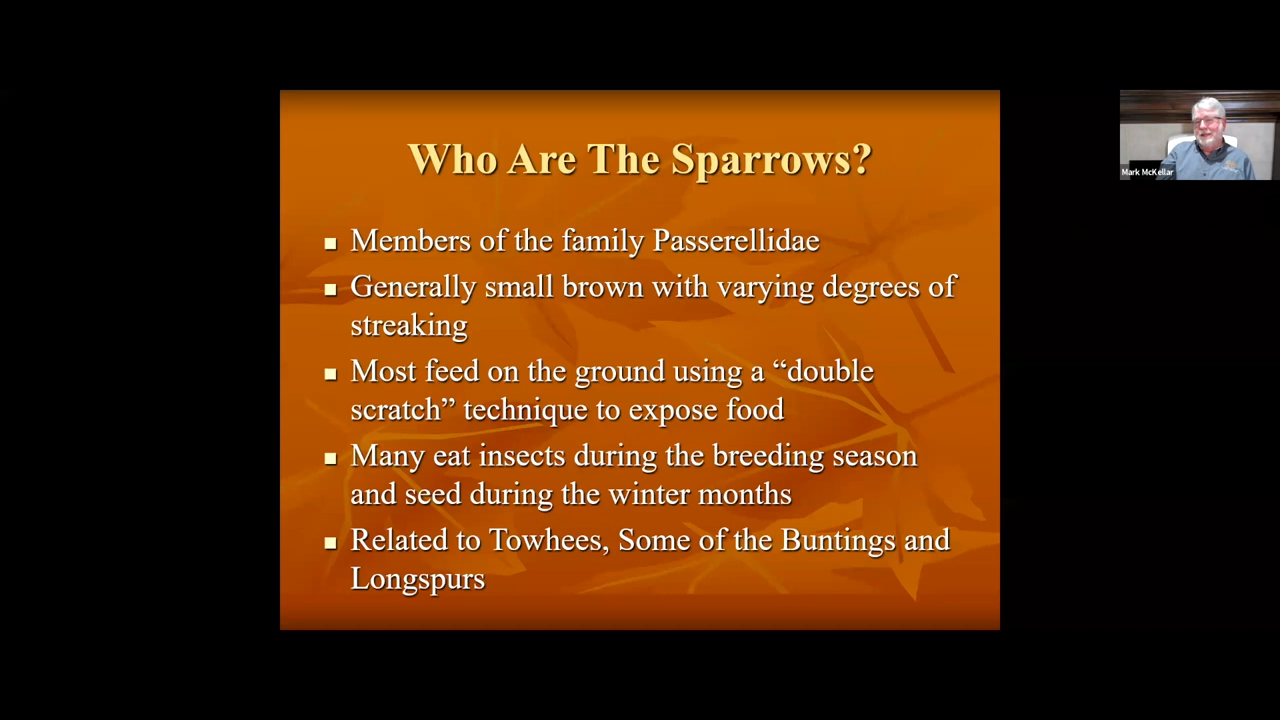 Who Are The Sparrows?
Members of the family Passerellidae
Generally small brown with varying degrees of
streaking
Most feed on the ground using a “double
scratch” technique to expose food
Many eat insects during the breeding season
and seed during the winter months
Related to Towhees, Some of the Buntings and
Longspurs
Mark McKellar